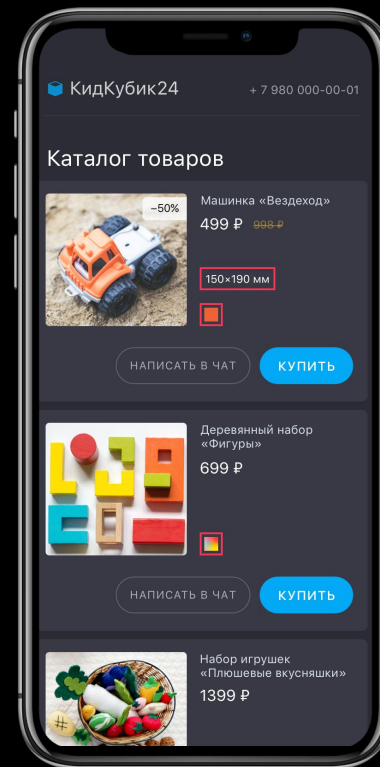 КидКубик24
+ 7 980 000-00-01
Каталог товаров
−50%
Машинка «Вездеход»
499 ₽ 998 ₽
150×190 мм
НАПИСАТЬ В ЧАТ
КУПИТЬ
Деревянный набор
«Фигуры»
699 ₽
НАПИСАТЬ В ЧАТ
КУПИТЬ
Набор игрушек
«Плюшевые вкусняшки»
1399 ₽